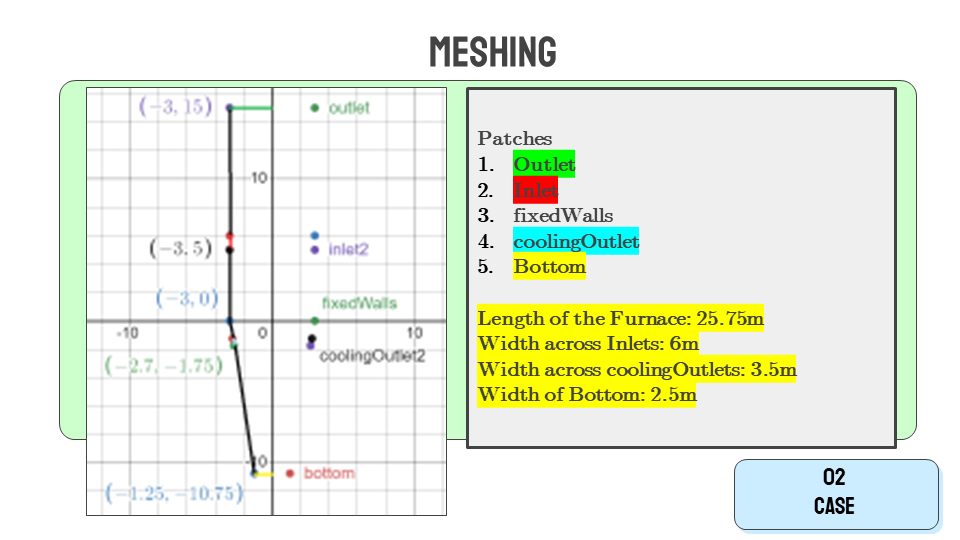 MESHING
(−3, 15)
outlet
10
(−3, 5)
inlet2
(−3, 0)
fixedWalls
-10
0
10
coolingOutlet2
(−2.7, −1.75)
bottom
(−1.25, −10.75)
Patches
1. Outlet
2. Inlet
3. fixedWalls
4. coolingOutlet
5. Bottom
Length of the Furnace: 25.75m
Width across Inlets: 6m
Width across coolingOutlets: 3.5m
Width of Bottom: 2.5m
02
CASE